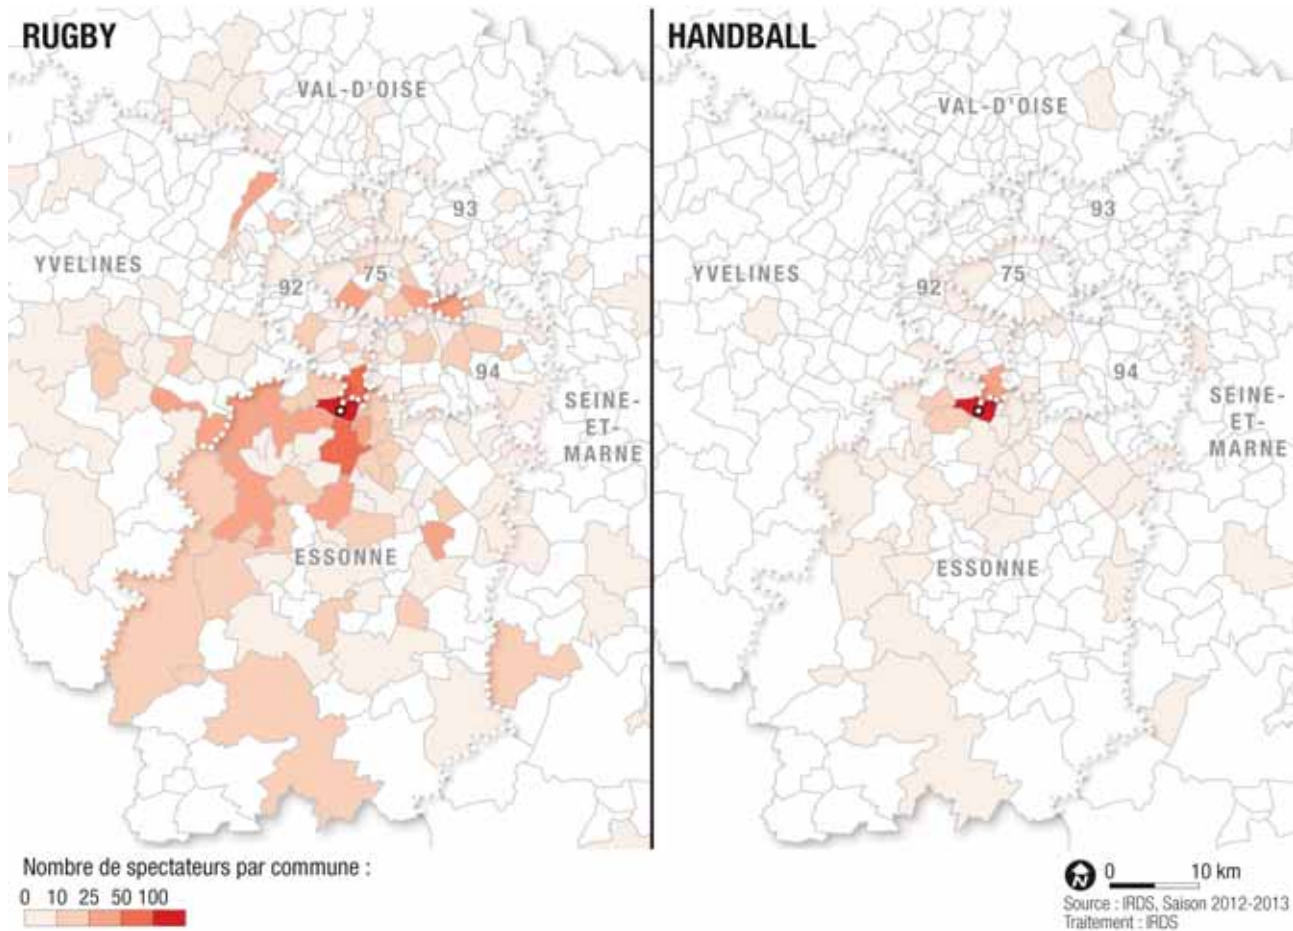 RUGBY
VAL-D'OISE
93
YVELINES
92
75
94
SEINE-
ET-
MARNE
ESSONNE
HANDBALL
VAL-D'OISE
93
YVELINES
92
75
94
SEINE-
ET-
MARNE
ESSONNE
Nombre de spectateurs par commune :
0 10 25 50 100
N
0 10 km
Source : IRDS, Saison 2012-2013
Traitement : IRDS